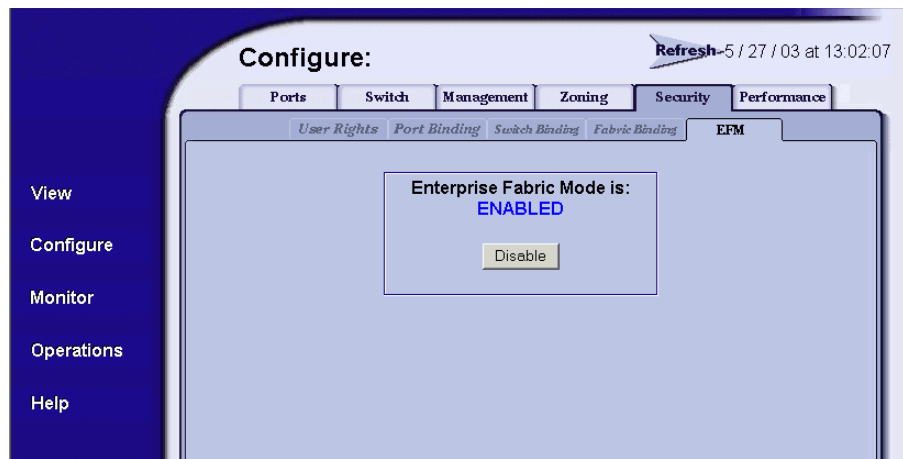 Configure:
Refresh-5 / 27 / 03 at 13:02:07
Ports Switch Management Zoning Security Performance
User Rights Port Binding Switch Binding Fabric Binding EFM
View
Configure
Monitor
Operations
Help
Enterprise Fabric Mode is:
ENABLED
Disable